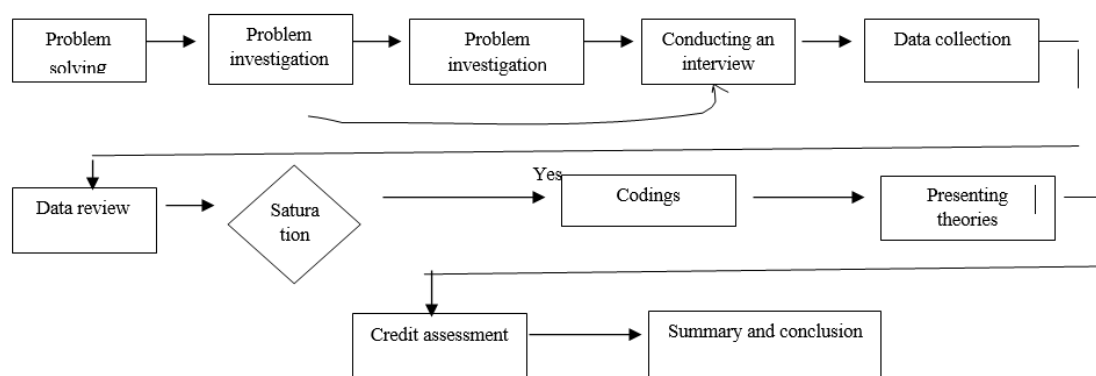 Problem
solving
Problem
investigation
Problem
investigation
Conducting an
interview
Data collection
Data review
Satura
tion
Yes
Codings
Presenting
theories
Credit assessment
Summary and conclusion